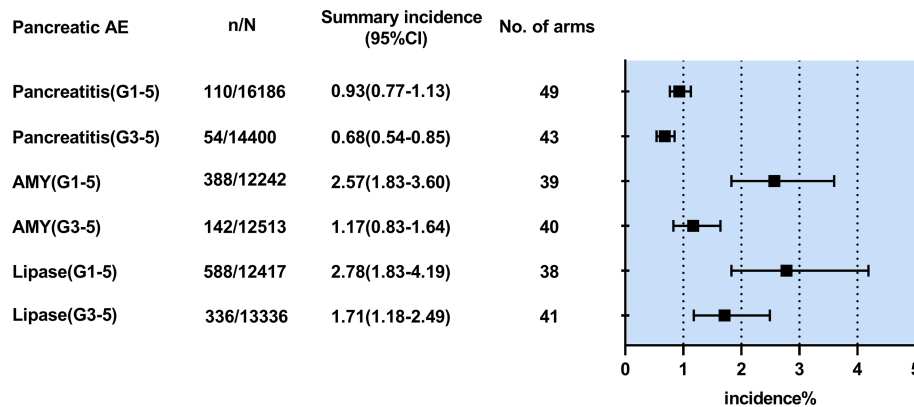 Pancreatic AE n/N Summary incidence (95%CI) No. of arms
Pancreatitis(G1-5) 110/16186 0.93(0.77-1.13) 49
Pancreatitis(G3-5) 54/14400 0.68(0.54-0.85) 43
AMY(G1-5) 388/12242 2.57(1.83-3.60) 39
AMY(G3-5) 142/12513 1.17(0.83-1.64) 40
Lipase(G1-5) 588/12417 2.78(1.83-4.19) 38
Lipase(G3-5) 336/13336 1.71(1.18-2.49) 41
0 1 2 3 4 5
incidence%